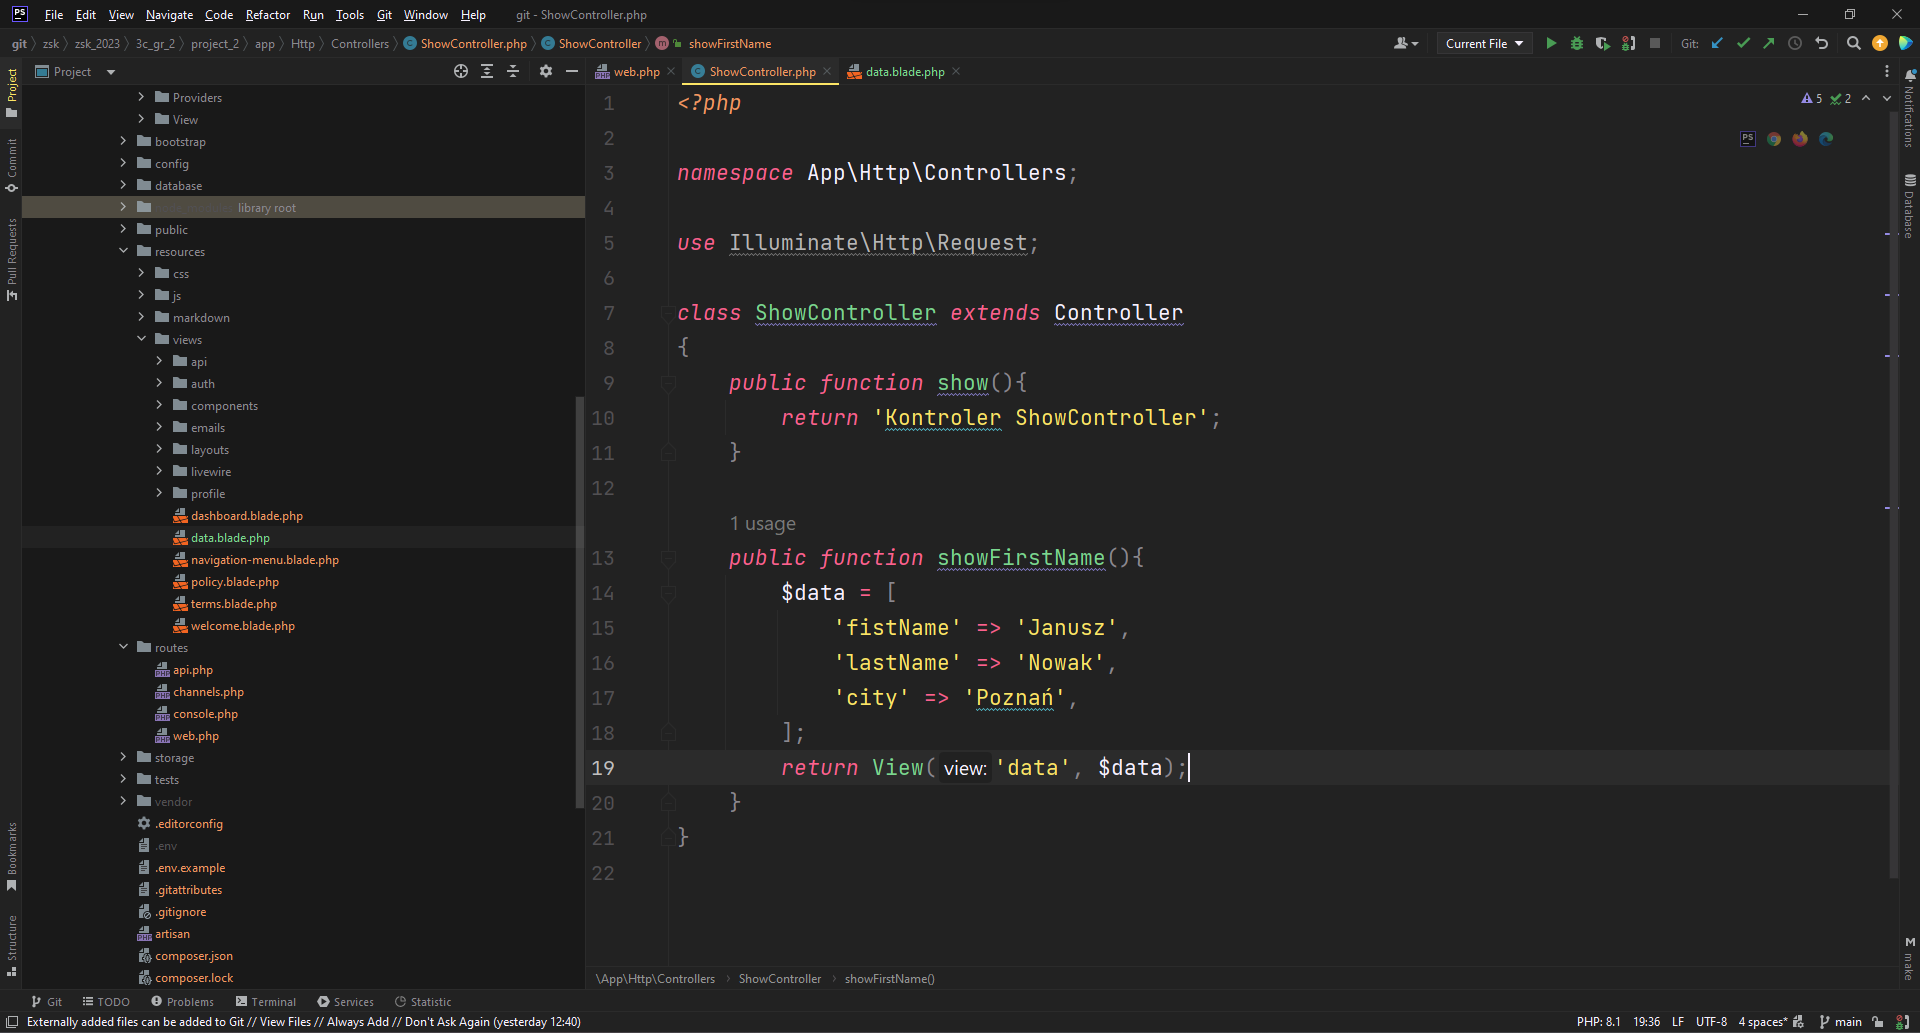 PS File Edit View Navigate Code Refactor Run Tools Git Window Help git - ShowController.php
git zsk zsk_2023 3c_gr_2 project_2 app Http Controllers ShowController.php ShowController m showFirstName Current File Git:
Project
web.php ShowController.php data.blade.php
Project
Commit
Pull Requests
Bookmarks
Structure
Providers
View
bootstrap
config
database
library root
public
resources
css
js
markdown
views
api
auth
components
emails
layouts
livewire
profile
dashboard.blade.php
data.blade.php
navigation-menu.blade.php
policy.blade.php
terms.blade.php
welcome.blade.php
routes
api.php
channels.php
console.php
web.php
storage
tests
vendor
.editorconfig
.env
.env.example
.gitattributes
.gitignore
artisan
composer.json
composer.lock
5 2
PS
1 <?php
2
3 namespace App\Http\Controllers;
4
5 use Illuminate\Http\Request;
6
7 class ShowController extends Controller
8 {
9 public function show(){
10 return 'Kontroler ShowController';
11 }
12
1 usage
13 public function showFirstName(){
14 $data = [
15 'fistName' => 'Janusz',
16 'lastName' => 'Nowak',
17 'city' => 'Poznań',
18 ];
19 return View( view: 'data', $data);
20 }
21 }
22
\App\Http\Controllers ShowController showFirstName()
Notifications
Database
M make
Git TODO Problems Terminal Services Statistic
Externally added files can be added to Git // View Files // Always Add // Don't Ask Again (yesterday 12:40) PHP: 8.1 19:36 LF UTF-8 4 spaces* main